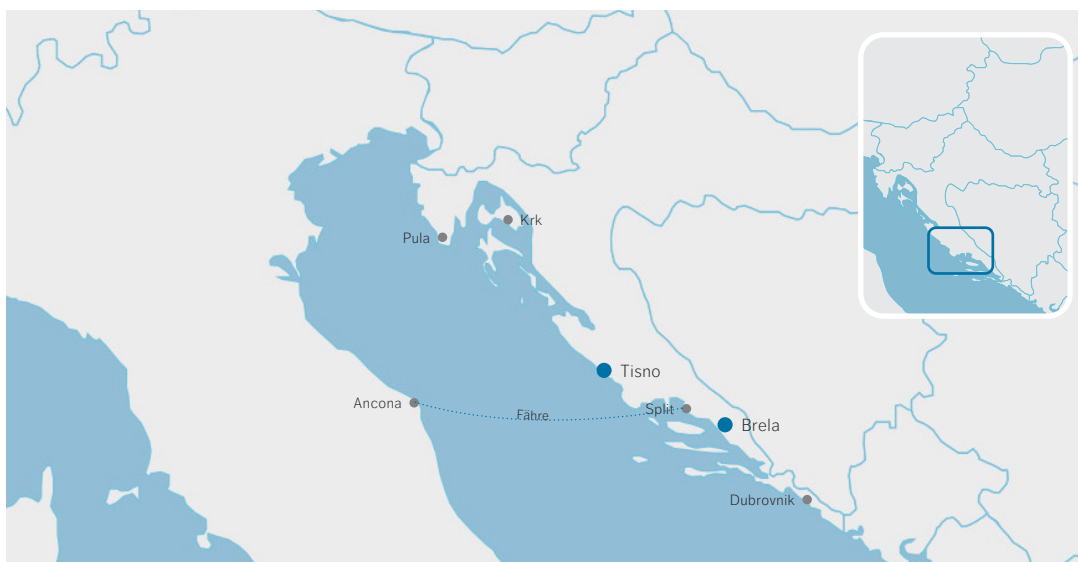 Krk
Pula
Tisno
Ancona
Fähre
Split
Brela
Dubrovnik